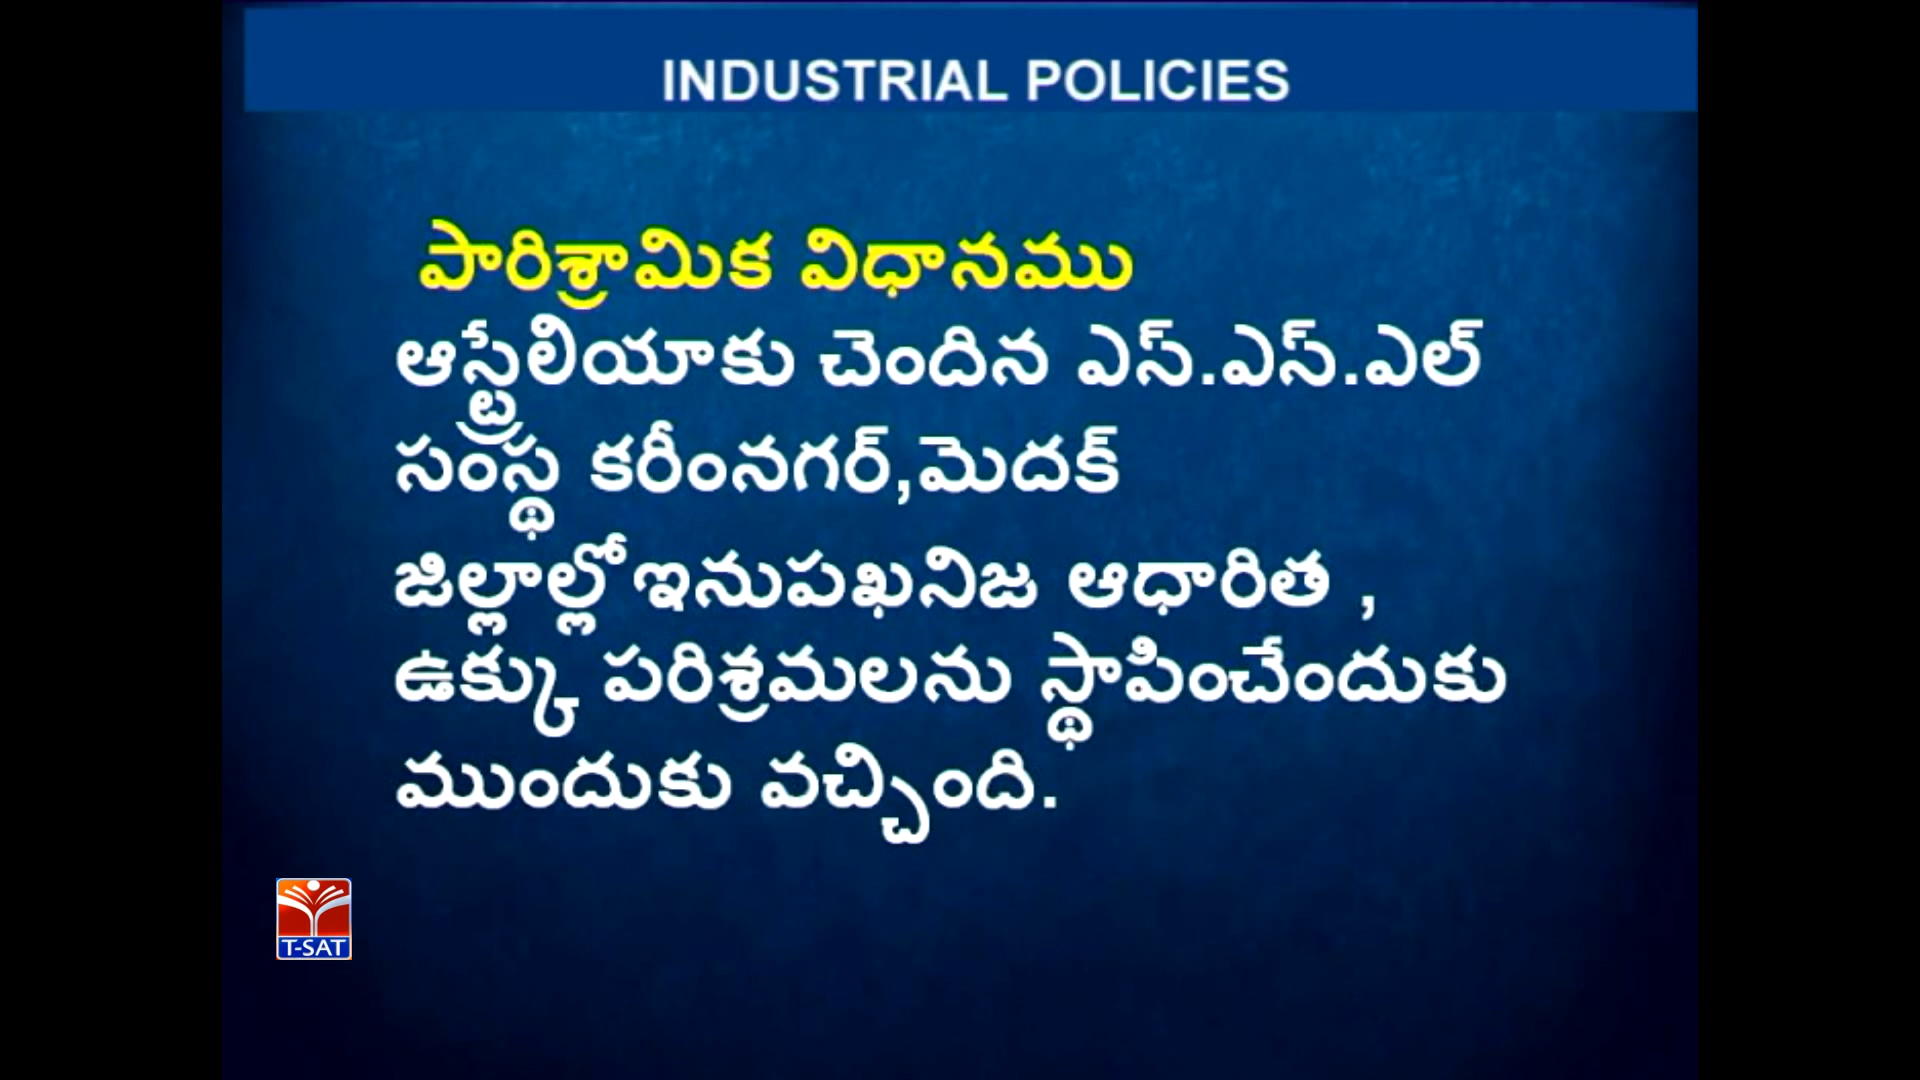 INDUSTRIAL POLICIES
పారిశ్రామిక విధానము
ఆస్ట్రేలియాకు చెందిన ఎస్.ఎస్.ఎల్
సంస్థ కరీంనగర్,మెదక్
జిల్లాల్లోఇనుపఖనిజ ఆధారిత ,
ఉక్కు పరిశ్రమలను స్థాపించేందుకు
ముందుకు వచ్చింది.
T-SAT